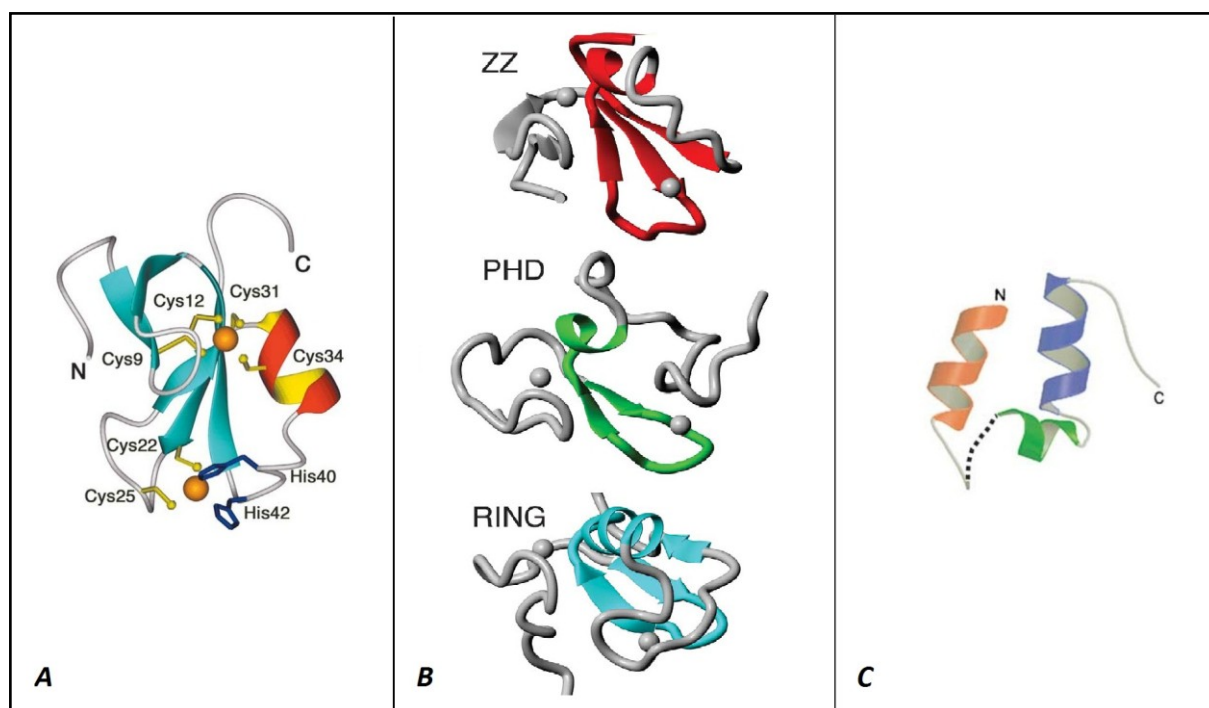 Cys12
Cys31
C
N
Cys9
Cys34
Cys22
His40
Cys25
His42
A
ZZ
PHD
RING
B
N
C
C